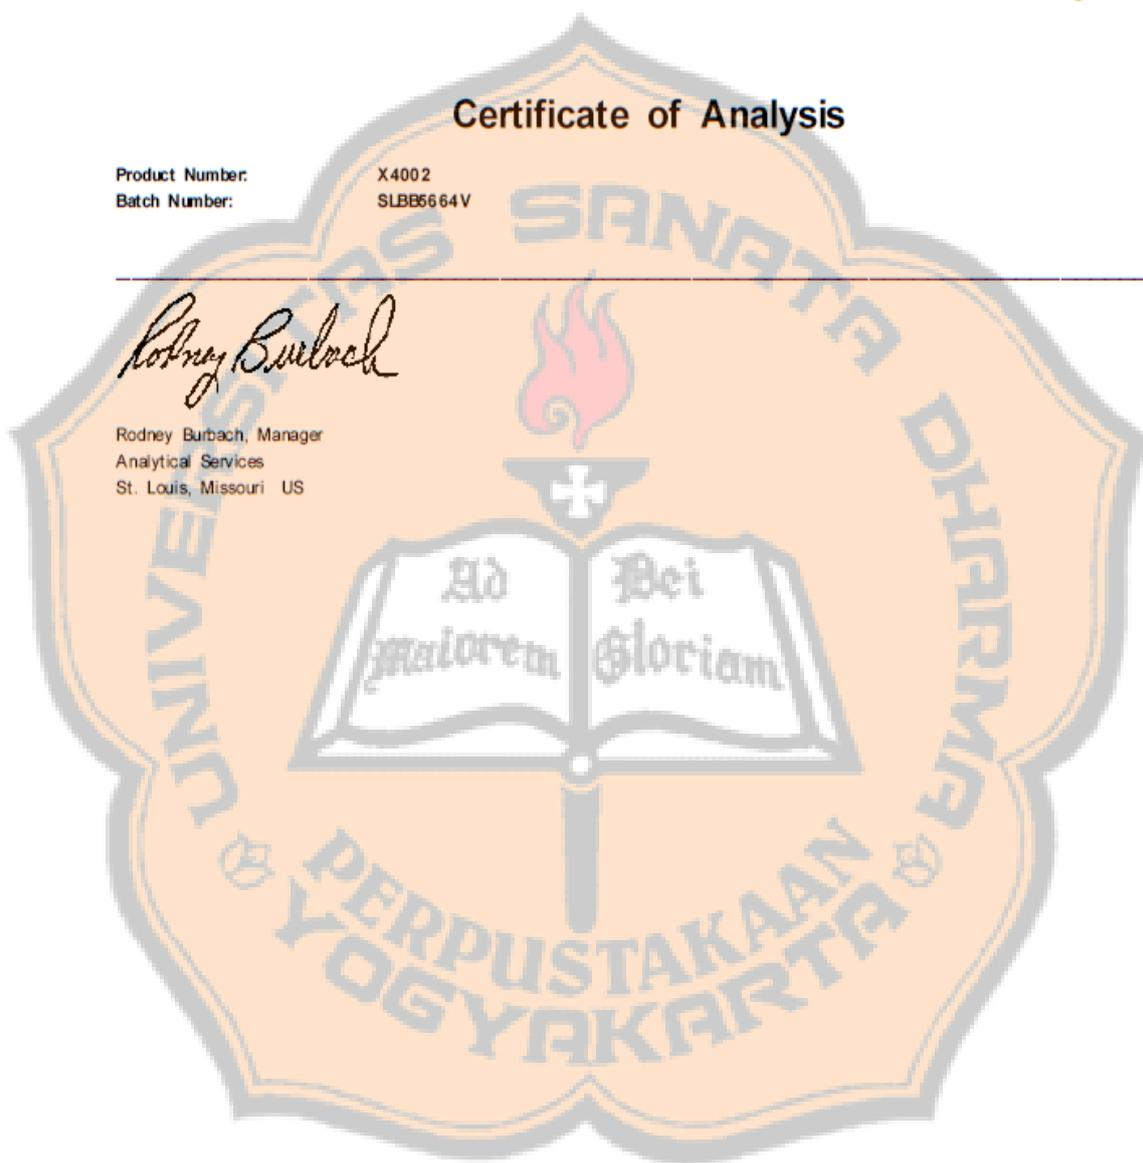 Certificate of Analysis
Product Number: X4002
Batch Number: SLBB5664V
Rodney Burbach
Rodney Burbach, Manager
Analytical Services
St. Louis, Missouri US
UNIVERSITAS SANATA DHARMA
Ad Dei
Maiorem Gloriam
PERPUSTAKAAN
YOGYAKARTA